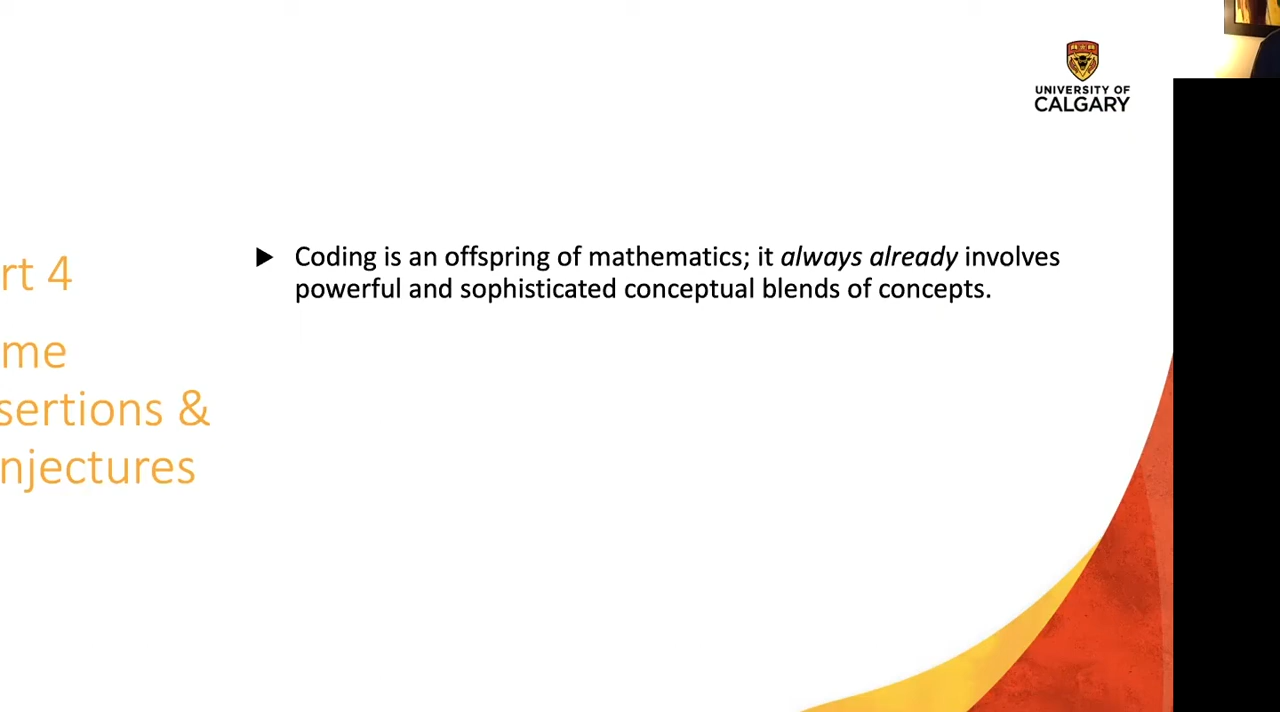 UNIVERSITY OF
CALGARY
rt 4
me
sertions &
njectures
Coding is an offspring of mathematics; it always already involves
powerful and sophisticated conceptual blends of concepts.